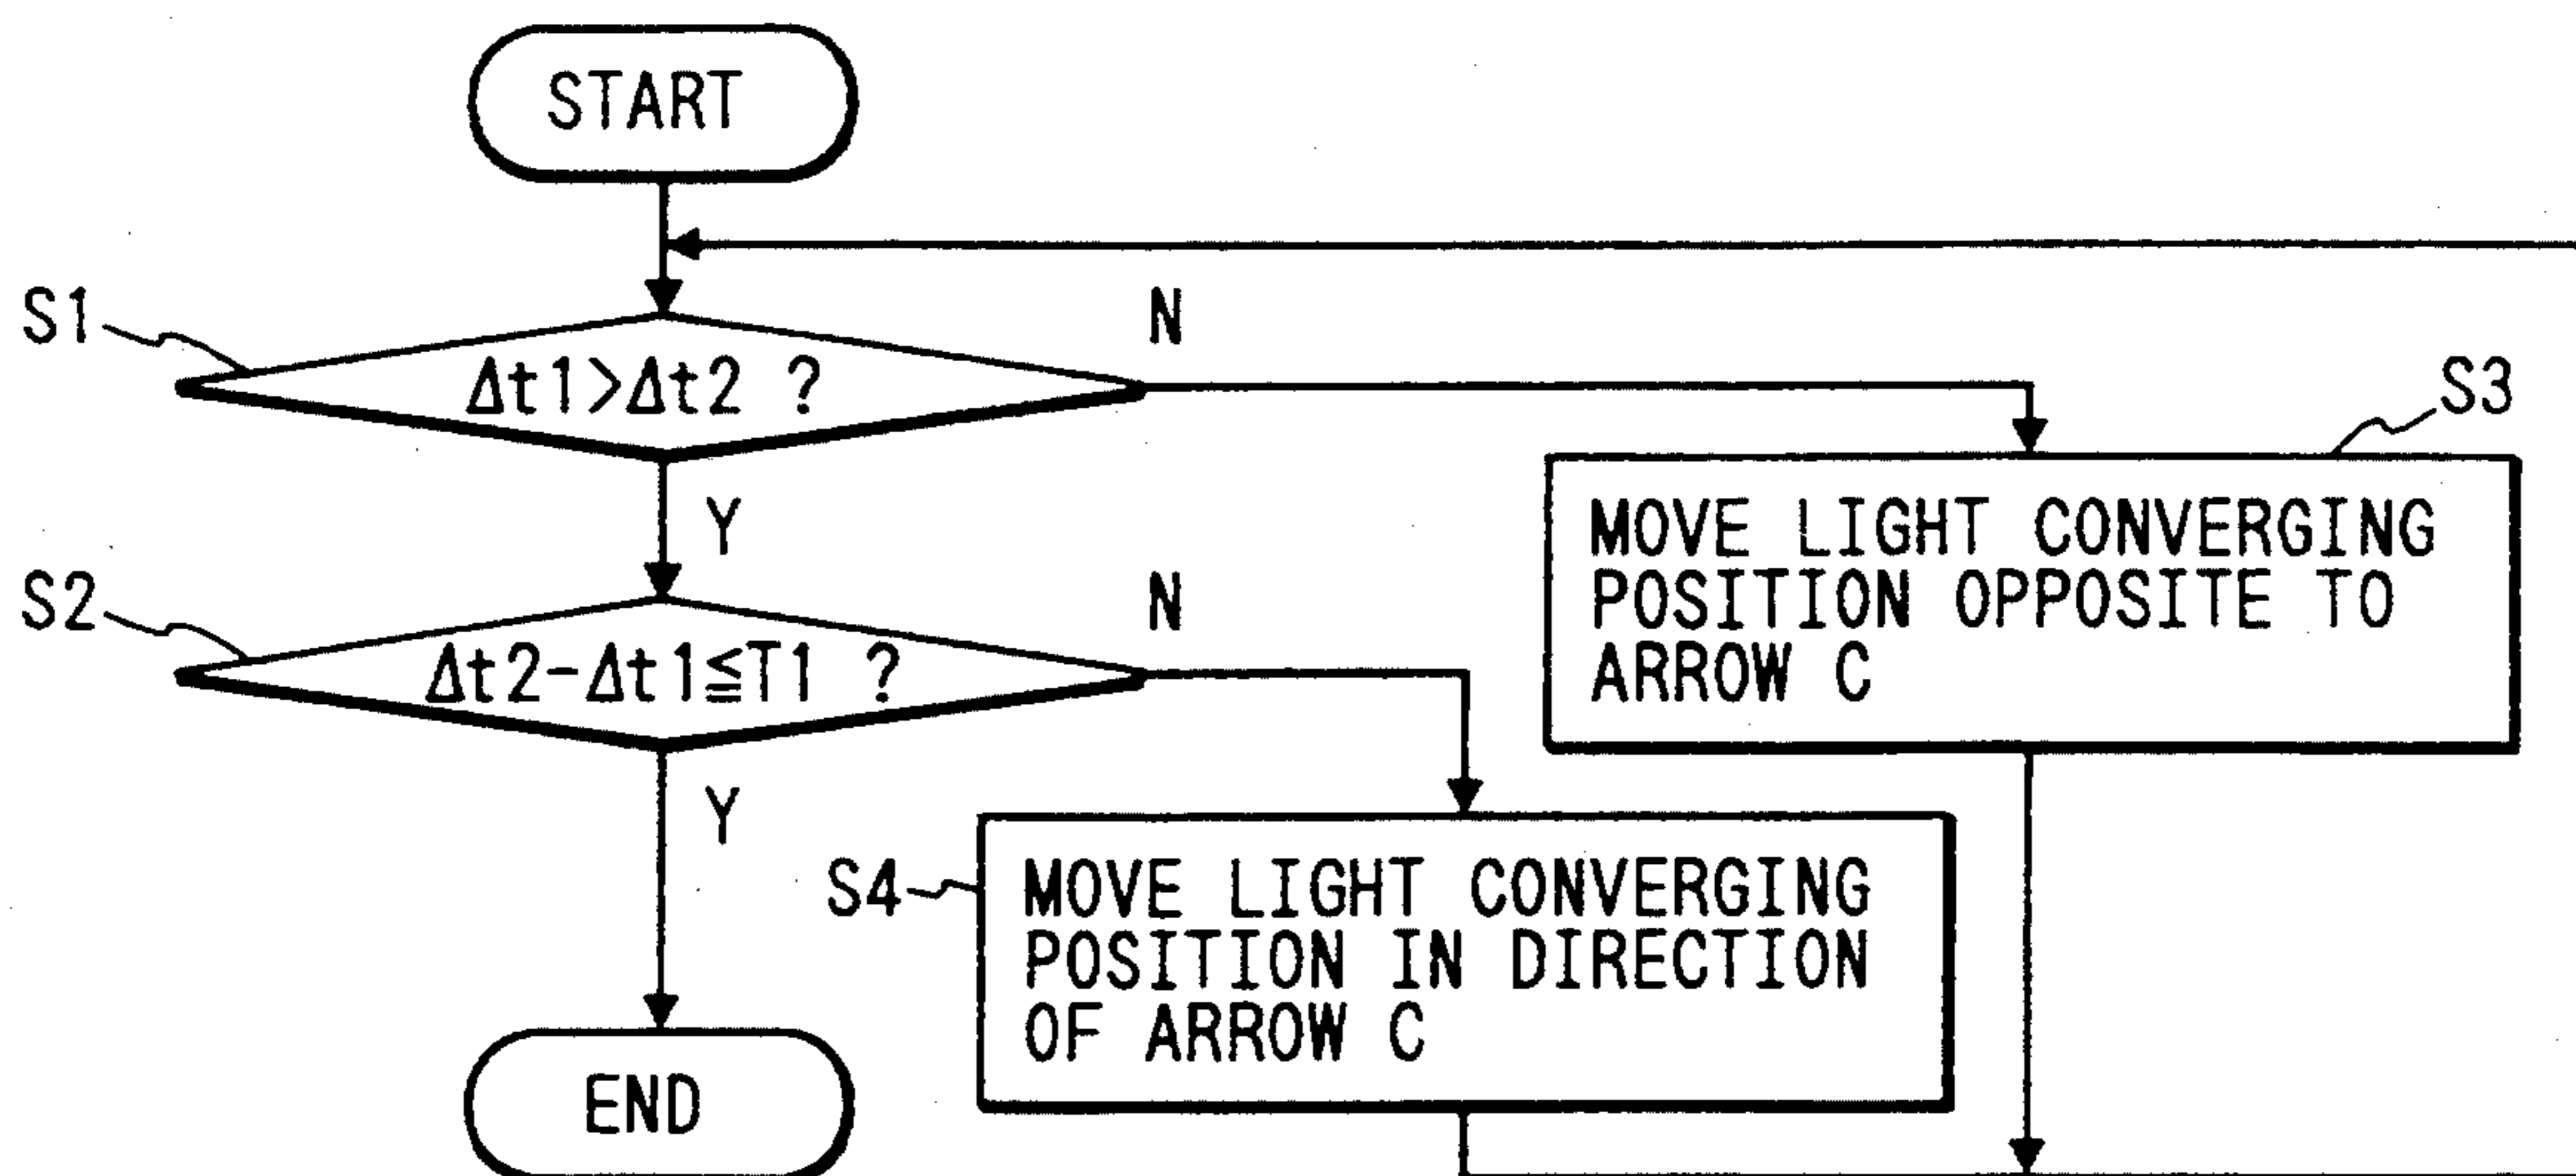 START
S1
Δt1>Δt2 ?
N
Y
S3
MOVE LIGHT CONVERGING
POSITION OPPOSITE TO
ARROW C
S2
Δt2-Δt1≦T1 ?
N
Y
S4
MOVE LIGHT CONVERGING
POSITION IN DIRECTION
OF ARROW C
END